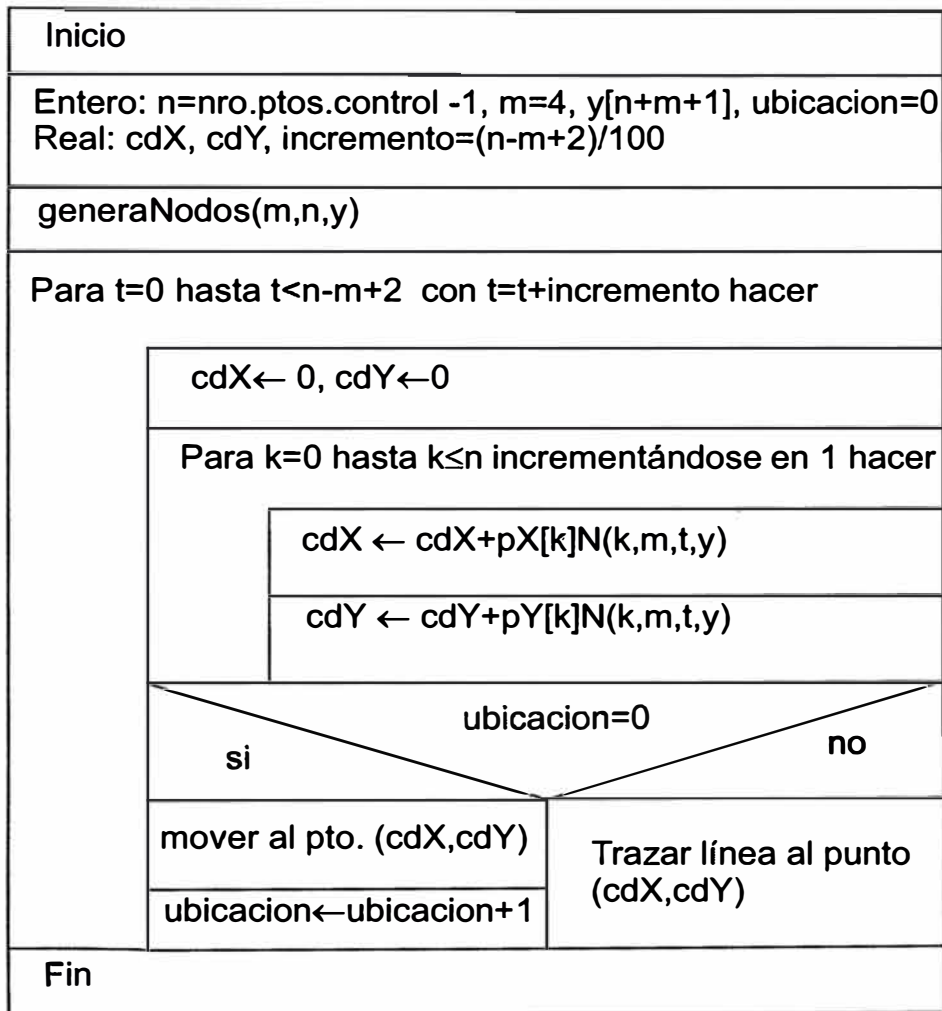 Inicio
Entero: n=nro.ptos.control -1, m=4, y[n+m+1], ubicacion=0
Real: cdX, cdY, incremento=(n-m+2)/100
generaNodos(m,n,y)
Para t=0 hasta t<n-m+2 con t=t+incremento hacer
cdX← 0, cdY←0
Para k=0 hasta k≤n incrementándose en 1 hacer
cdX ← cdX+pX[k]N(k,m,t,y)
cdY ← cdY+pY[k]N(k,m,t,y)
ubicacion=0
si
no
mover al pto. (cdX,cdY)
ubicacion←ubicacion+1
Trazar línea al punto
(cdX,cdY)
Fin